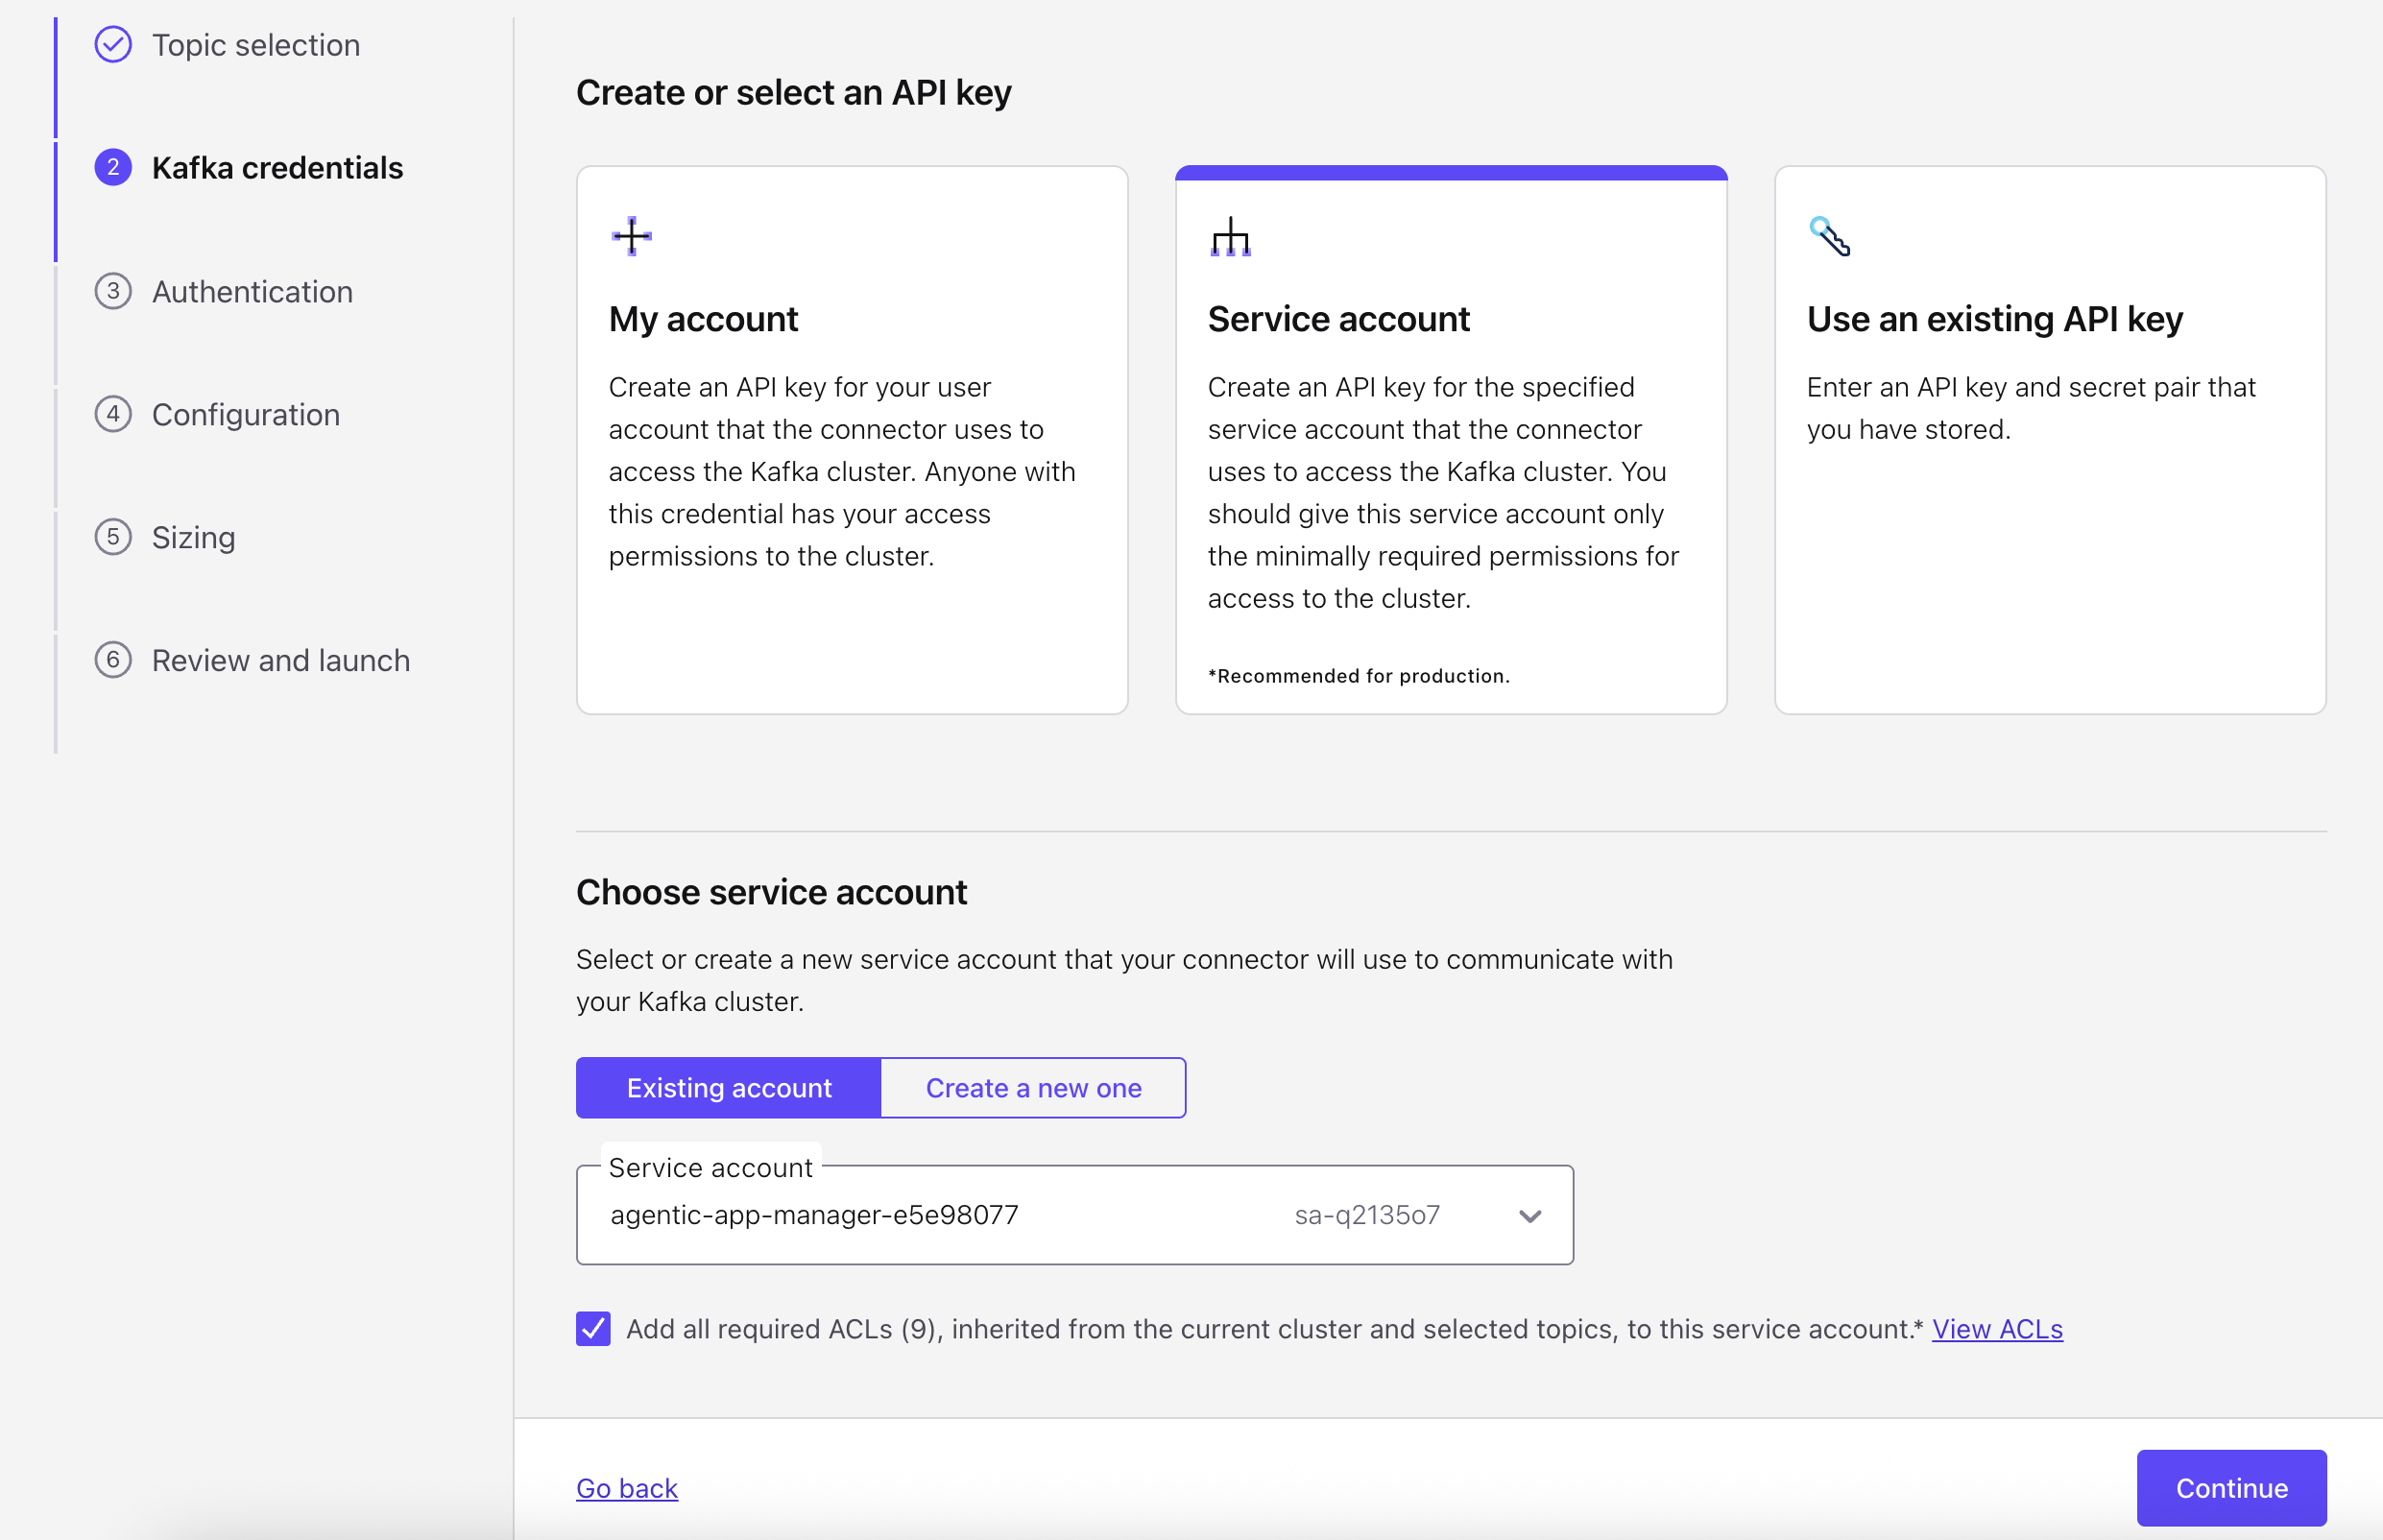 Topic selection
2 Kafka credentials
3 Authentication
4 Configuration
5 Sizing
6 Review and launch
Create or select an API key
My account
Create an API key for your user
account that the connector uses to
access the Kafka cluster. Anyone with
this credential has your access
permissions to the cluster.
Service account
Create an API key for the specified
service account that the connector
uses to access the Kafka cluster. You
should give this service account only
the minimally required permissions for
access to the cluster.
*Recommended for production.
Use an existing API key
Enter an API key and secret pair that
you have stored.
Choose service account
Select or create a new service account that your connector will use to communicate with
your Kafka cluster.
Existing account Create a new one
Service account
agentic-app-manager-e5e98077 sa-q2135o7
Add all required ACLs (9), inherited from the current cluster and selected topics, to this service account.* View ACLs
Go back Continue